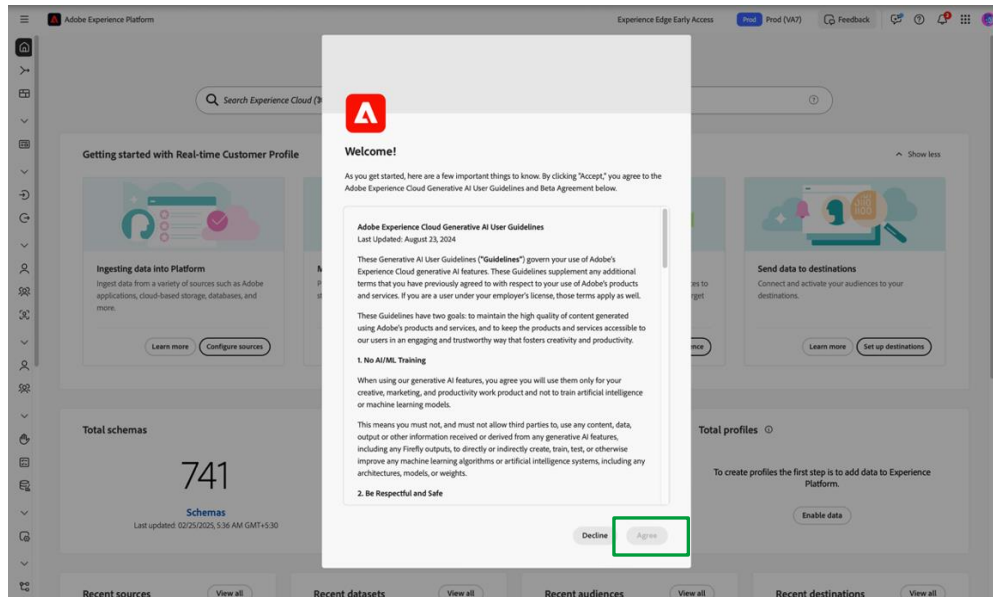 Adobe Experience Platform
Experience Edge Early Access
Prod
Prod (VA7)
Feedback
Search Experience Cloud
Getting started with Real-time Customer Profile
Show less
Welcome!
As you get started, here are a few important things to know. By clicking "Accept," you agree to the
Adobe Experience Cloud Generative AI User Guidelines and Beta Agreement below.
Adobe Experience Cloud Generative AI User Guidelines
Last Updated: August 23, 2024
These Generative AI User Guidelines ("Guidelines") govern your use of Adobe's
Experience Cloud generative AI features. These Guidelines supplement any additional
terms that you have previously agreed to with respect to your use of Adobe's products
and services. If you are a user under your employer's license, those terms apply as well.
These Guidelines have two goals: to maintain the high quality of content generated
using Adobe's products and services, and to keep the products and services accessible to
our users in an engaging and trustworthy way that fosters creativity and productivity.
1. No AI/ML Training
When using our generative AI features, you agree you will use them only for your
creative, marketing, and productivity work product and not to train artificial intelligence
or machine learning models.
This means you must not, and must not allow third parties to, use any content, data,
output or other information received or derived from any generative AI features,
including any Firefly outputs, to directly or indirectly create, train, test, or otherwise
improve any machine learning algorithms or artificial intelligence systems, including any
architectures, models, or weights.
2. Be Respectful and Safe
Decline
Agree
Ingesting data into Platform
Ingest data from a variety of sources such as Adobe
applications, cloud-based storage, databases, and
more.
Learn more
Configure sources
Send data to destinations
Connect and activate your audiences to your
destinations.
Learn more
Set up destinations
Total schemas
741
Schemas
Last updated: 02/25/2025, 5:36 AM GMT+5:30
Total profiles
To create profiles the first step is to add data to Experience
Platform.
Enable data
Recent sources
View all
Recent datasets
View all
Recent audiences
View all
Recent destinations
View all